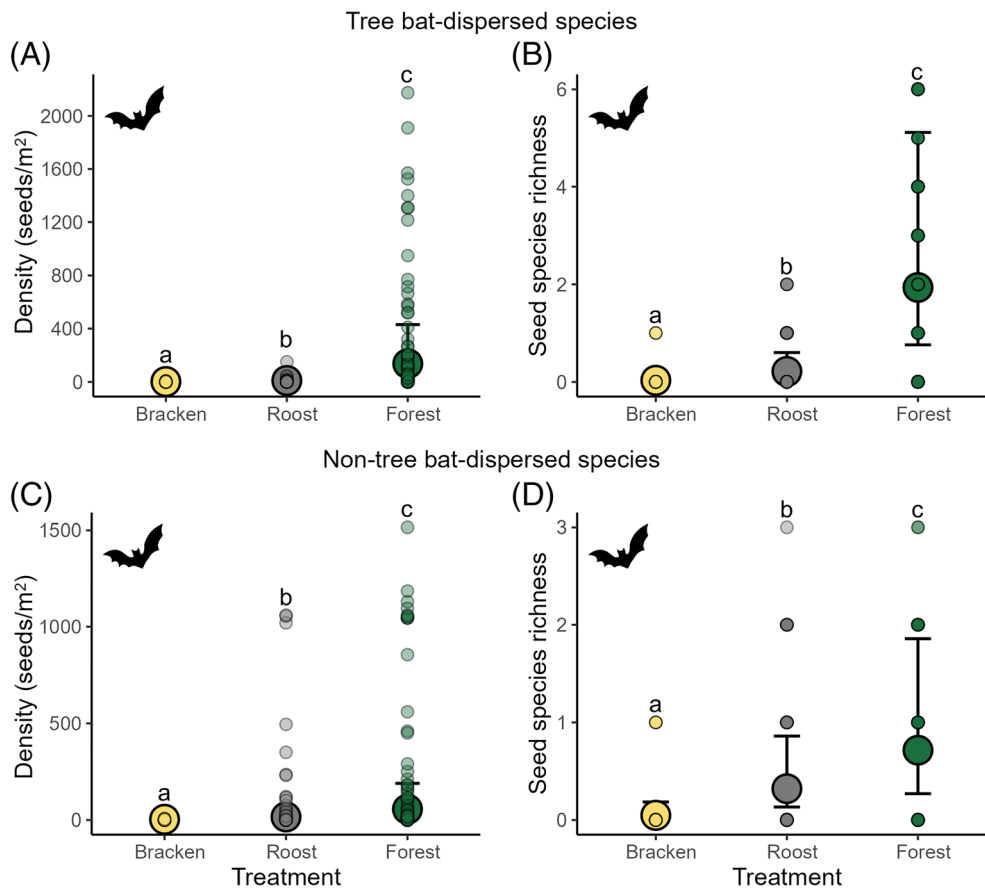 Tree bat-dispersed species
(A)
Density (seeds/m²)
2000
1600
1200
800
400
0
a
b
c
Bracken Roost Forest
(B)
Seed species richness
6
4
2
0
a
b
c
Bracken Roost Forest
Non-tree bat-dispersed species
(C)
Density (seeds/m²)
1500
1000
500
0
a
b
c
Bracken Roost Forest
Treatment
(D)
Seed species richness
3
2
1
0
a
b
c
Bracken Roost Forest
Treatment